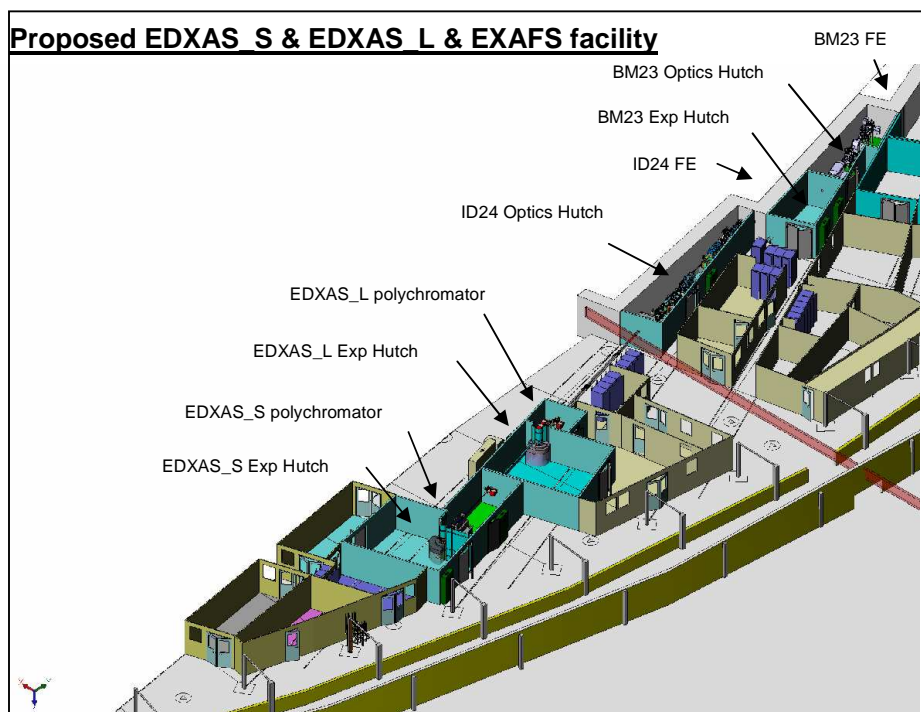 Proposed EDXAS_S & EDXAS_L & EXAFS facility
BM23 FE
BM23 Optics Hutch
BM23 Exp Hutch
ID24 FE
ID24 Optics Hutch
EDXAS_L polychromator
EDXAS_L Exp Hutch
EDXAS_S polychromator
EDXAS_S Exp Hutch